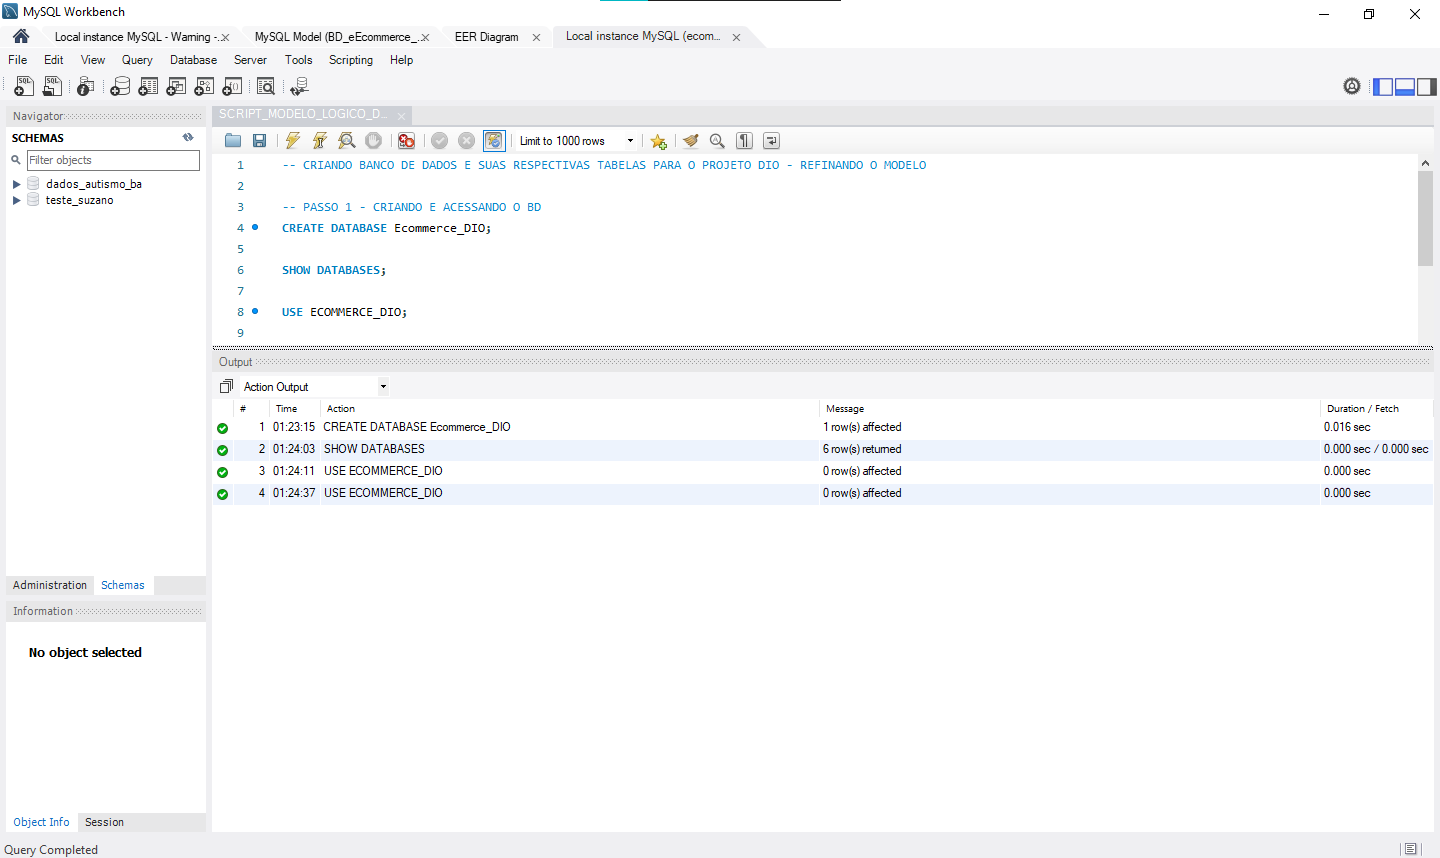 MySQL Workbench
Local instance MySQL - Warning -...
MySQL Model (BD_eEcommerce_...
EER Diagram
Local instance MySQL (ecom...
File Edit View Query Database Server Tools Scripting Help
Navigator
SCHEMAS
Filter objects
dados_autismo_ba
teste_suzano
Administration Schemas
Information
No object selected
Object Info Session
SCRIPT_MODELO_LOGICO_D...
Limit to 1000 rows
1 -- CRIANDO BANCO DE DADOS E SUAS RESPECTIVAS TABELAS PARA O PROJETO DIO - REFINANDO O MODELO
2
3 -- PASSO 1 - CRIANDO E ACESSANDO O BD
4 CREATE DATABASE Ecommerce_DIO;
5
6 SHOW DATABASES;
7
8 USE ECOMMERCE_DIO;
9
Output
Action Output
# Time Action Message Duration / Fetch
1 01:23:15 CREATE DATABASE Ecommerce_DIO 1 row(s) affected 0.016 sec
2 01:24:03 SHOW DATABASES 6 row(s) returned 0.000 sec / 0.000 sec
3 01:24:11 USE ECOMMERCE_DIO 0 row(s) affected 0.000 sec
4 01:24:37 USE ECOMMERCE_DIO 0 row(s) affected 0.000 sec
Query Completed